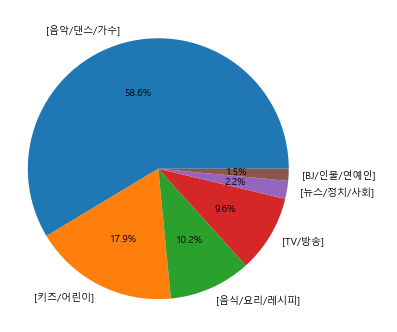 [음악/댄스/가수]
58.6%
1.5%
[BJ/인물/연예인]
2.2%
[뉴스/정치/사회]
9.6%
[TV/방송]
17.9%
10.2%
[키즈/어린이]
[음식/요리/레시피]